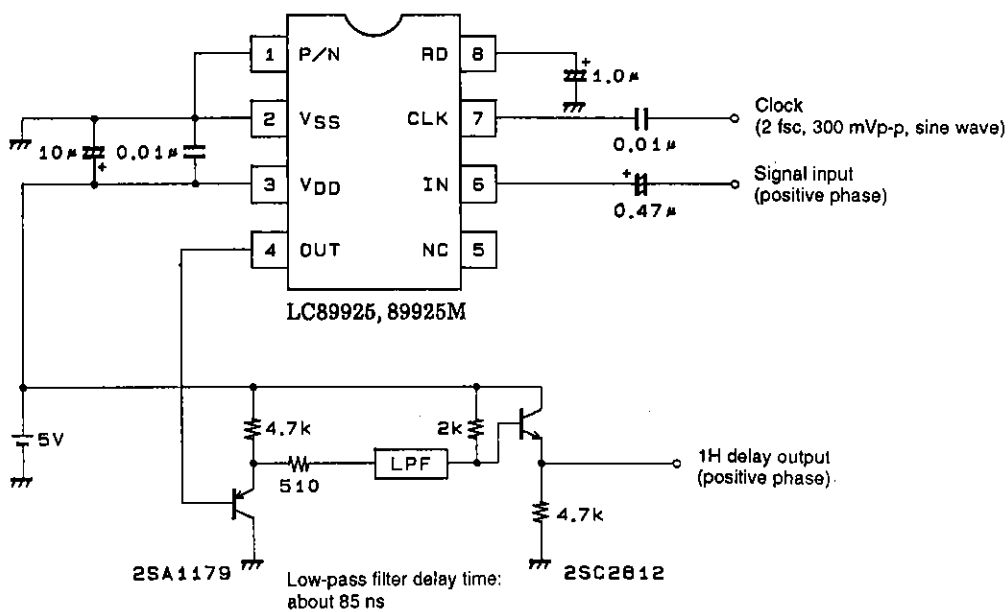 1 P/N RD 8
+
1.0μ
2 VSS CLK 7
Clock
(2 fsc, 300 mVp-p, sine wave)
0.01μ
10μ 0.01μ
+
3 VDD IN 6
+
Signal input
(positive phase)
0.47μ
4 OUT NC 5
LC89925, 89925M
5V
4.7k
2k
510
LPF
1H delay output
(positive phase)
4.7k
2SA1179
2SC2812
Low-pass filter delay time:
about 85 ns